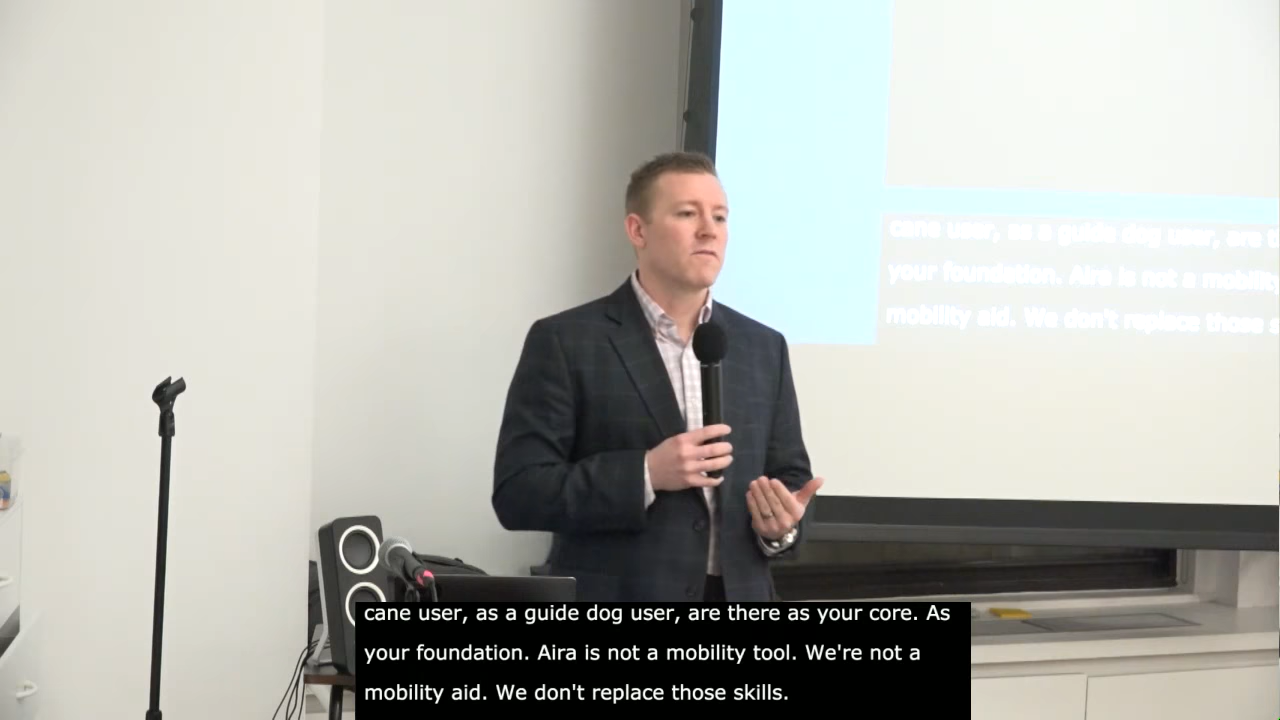 cane user, as a guide dog user, are t
your foundation. Aira is not a mobility
mobility aid. We don't replace those
cane user, as a guide dog user, are there as your core. As
your foundation. Aira is not a mobility tool. We're not a
mobility aid. We don't replace those skills.